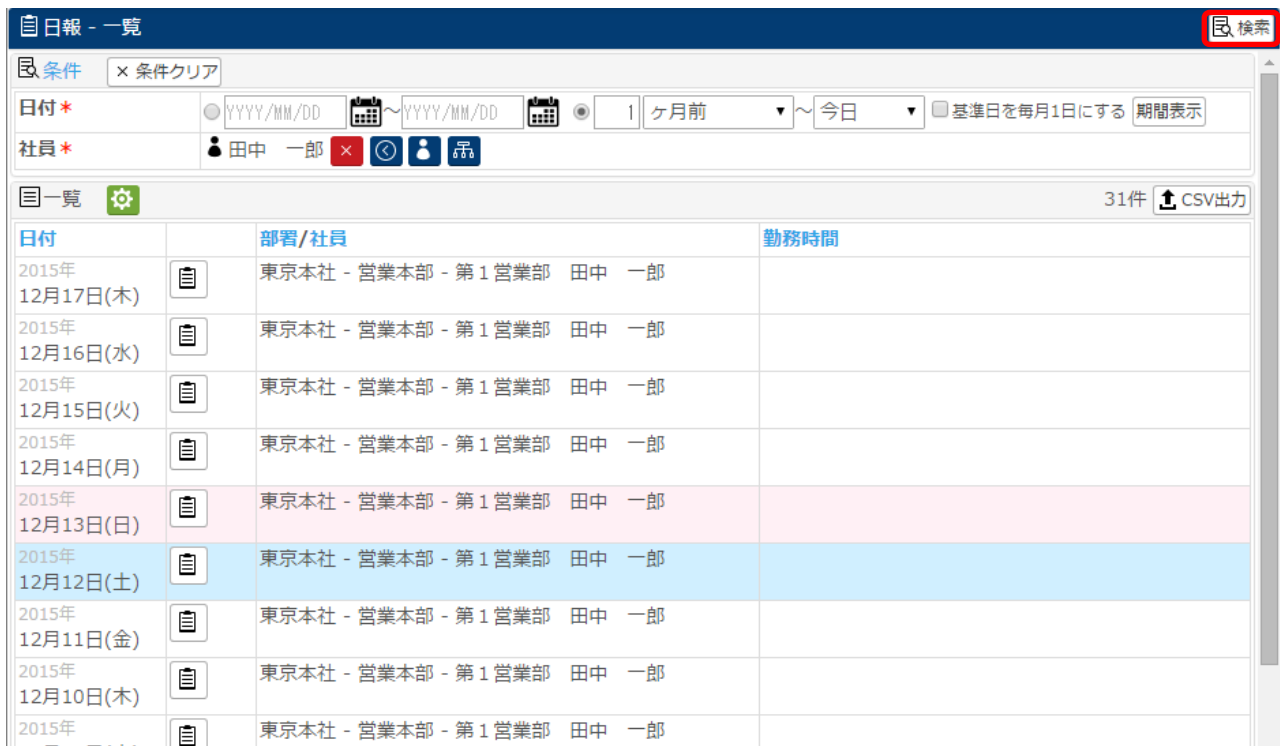 日報 - 一覧 検索
条件 × 条件クリア
日付* YYYY/MM/DD ～ YYYY/MM/DD 1 ヶ月前 ～ 今日 基準日を毎月1日にする 期間表示
社員* 田中　一郎
一覧 31件 CSV出力
日付 部署/社員 勤務時間
2015年
12月17日(木) 東京本社 - 営業本部 - 第１営業部　田中　一郎
2015年
12月16日(水) 東京本社 - 営業本部 - 第１営業部　田中　一郎
2015年
12月15日(火) 東京本社 - 営業本部 - 第１営業部　田中　一郎
2015年
12月14日(月) 東京本社 - 営業本部 - 第１営業部　田中　一郎
2015年
12月13日(日) 東京本社 - 営業本部 - 第１営業部　田中　一郎
2015年
12月12日(土) 東京本社 - 営業本部 - 第１営業部　田中　一郎
2015年
12月11日(金) 東京本社 - 営業本部 - 第１営業部　田中　一郎
2015年
12月10日(木) 東京本社 - 営業本部 - 第１営業部　田中　一郎
2015年 東京本社 - 営業本部 - 第１営業部　田中　一郎